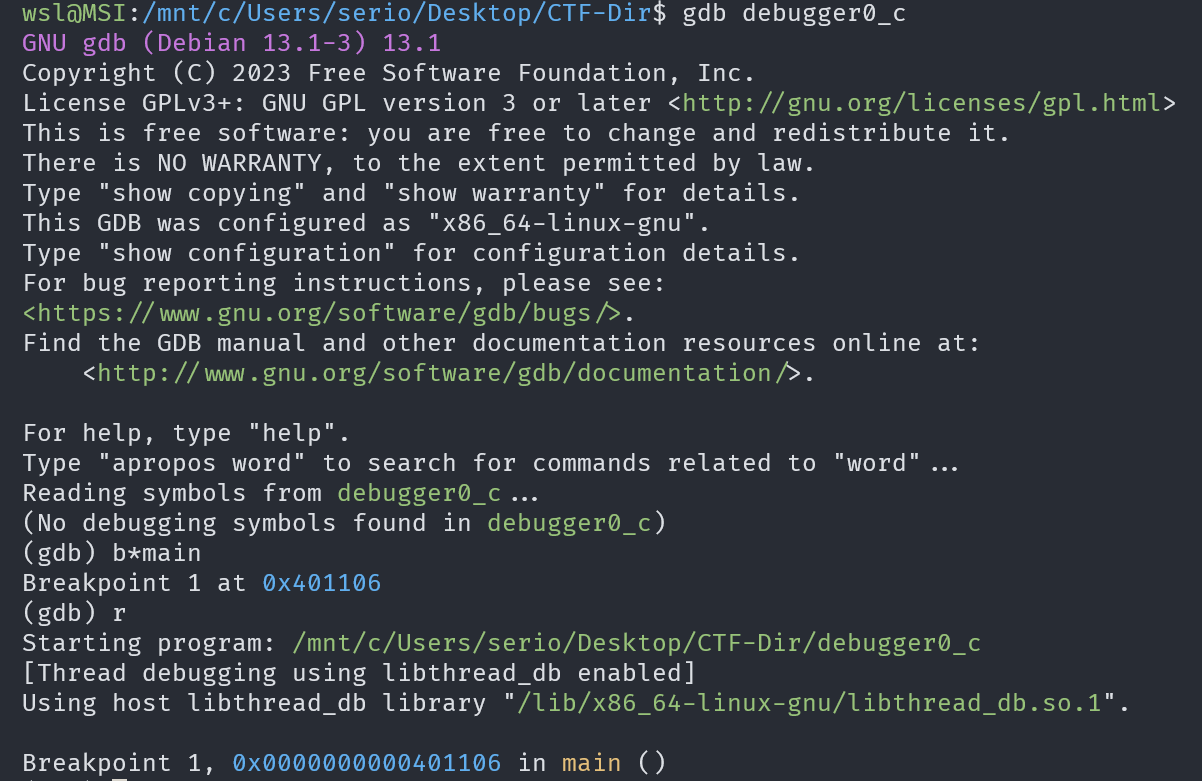 wsl@MSI:/mnt/c/Users/serio/Desktop/CTF-Dir$ gdb debugger0_c
GNU gdb (Debian 13.1-3) 13.1
Copyright (C) 2023 Free Software Foundation, Inc.
License GPLv3+: GNU GPL version 3 or later <http://gnu.org/licenses/gpl.html>
This is free software: you are free to change and redistribute it.
There is NO WARRANTY, to the extent permitted by law.
Type "show copying" and "show warranty" for details.
This GDB was configured as "x86_64-linux-gnu".
Type "show configuration" for configuration details.
For bug reporting instructions, please see:
<https://www.gnu.org/software/gdb/bugs/>.
Find the GDB manual and other documentation resources online at:
    <http://www.gnu.org/software/gdb/documentation/>.

For help, type "help".
Type "apropos word" to search for commands related to "word"...
Reading symbols from debugger0_c...
(No debugging symbols found in debugger0_c)
(gdb) b*main
Breakpoint 1 at 0x401106
(gdb) r
Starting program: /mnt/c/Users/serio/Desktop/CTF-Dir/debugger0_c
[Thread debugging using libthread_db enabled]
Using host libthread_db library "/lib/x86_64-linux-gnu/libthread_db.so.1".

Breakpoint 1, 0x0000000000401106 in main ()